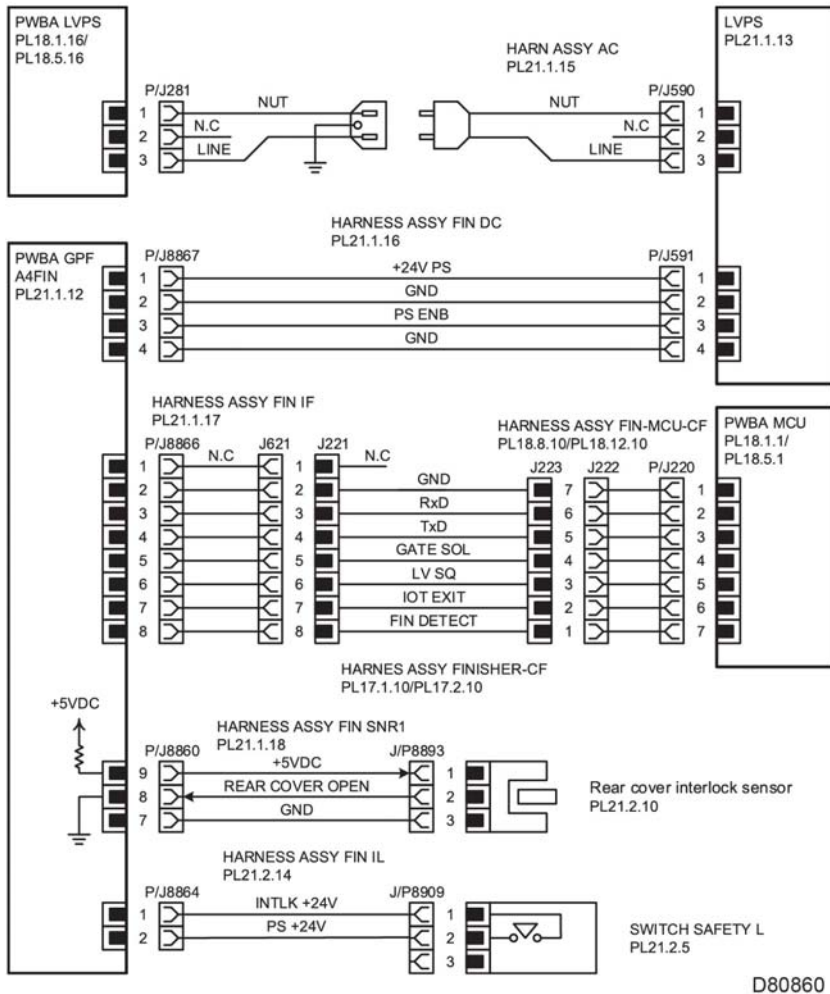 PWBA LVPS
PL18.1.16/
PL18.5.16
HARN ASSY AC
PL21.1.15
LVPS
PL21.1.13
P/J281
P/J590
1 NUT NUT 1
2 N.C N.C 2
3 LINE LINE 3
HARNESS ASSY FIN DC
PL21.1.16
PWBA GPF
A4FIN
PL21.1.12
P/J8867
P/J591
1 +24V PS 1
2 GND 2
3 PS ENB 3
4 GND 4
HARNESS ASSY FIN IF
PL21.1.17
HARNESS ASSY FIN-MCU-CF
PL18.8.10/PL18.12.10
PWBA MCU
PL18.1.1/
PL18.5.1
P/J8866 J621 J221 J223 J222 P/J220
1 N.C 1 N.C
2 2 GND 7 1
3 3 RxD 6 2
4 4 TxD 5 3
5 5 GATE SOL 4 4
6 6 LV SQ 3 5
7 7 IOT EXIT 2 6
8 8 FIN DETECT 1 7
HARNES ASSY FINISHER-CF
PL17.1.10/PL17.2.10
+5VDC
HARNESS ASSY FIN SNR1
PL21.1.18
P/J8860
J/P8893
9 +5VDC 1
8 REAR COVER OPEN 2
7 GND 3
Rear cover interlock sensor
PL21.2.10
HARNESS ASSY FIN IL
PL21.2.14
P/J8864
J/P8909
1 INTLK +24V 1
2 PS +24V 2
3
SWITCH SAFETY L
PL21.2.5
D80860